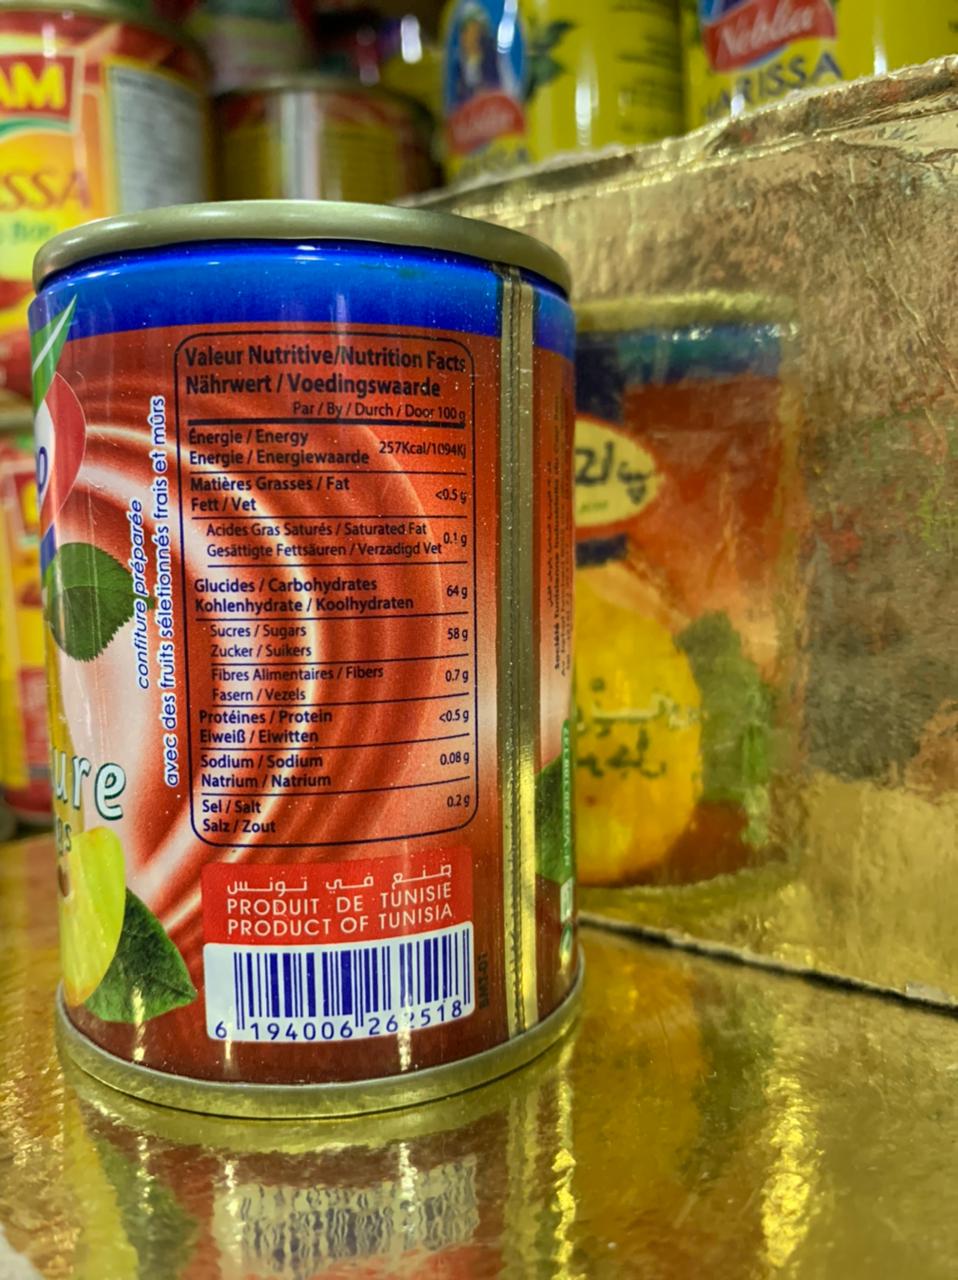 AM
SSA
Neblia
HARISSA
Valeur Nutritive/Nutrition Facts
Nährwert / Voedingswaarde
Par / By / Durch / Door 100 g
Énergie / Energy
Energie / Energiewaarde 257Kcal/1094Kj
Matières Grasses / Fat
Fett / Vet <0.5 g
Acides Gras Saturés / Saturated Fat
Gesättigte Fettsäuren / Verzadigd Vet 0.1 g
Glucides / Carbohydrates
Kohlenhydrate / Koolhydraten 64 g
Sucres / Sugars
Zucker / Suikers 58 g
Fibres Alimentaires / Fibers
Fasern / Vezels 0.7 g
Protéines / Protein
Eiweiß / Eiwitten <0.5 g
Sodium / Sodium
Natrium / Natrium 0.08 g
Sel / Salt
Salz / Zout 0.2 g
confiture préparée
avec des fruits séletionnés frais et mûrs
ure
صنع في تونس
PRODUIT DE TUNISIE
PRODUCT OF TUNISIA
6 194006 262518